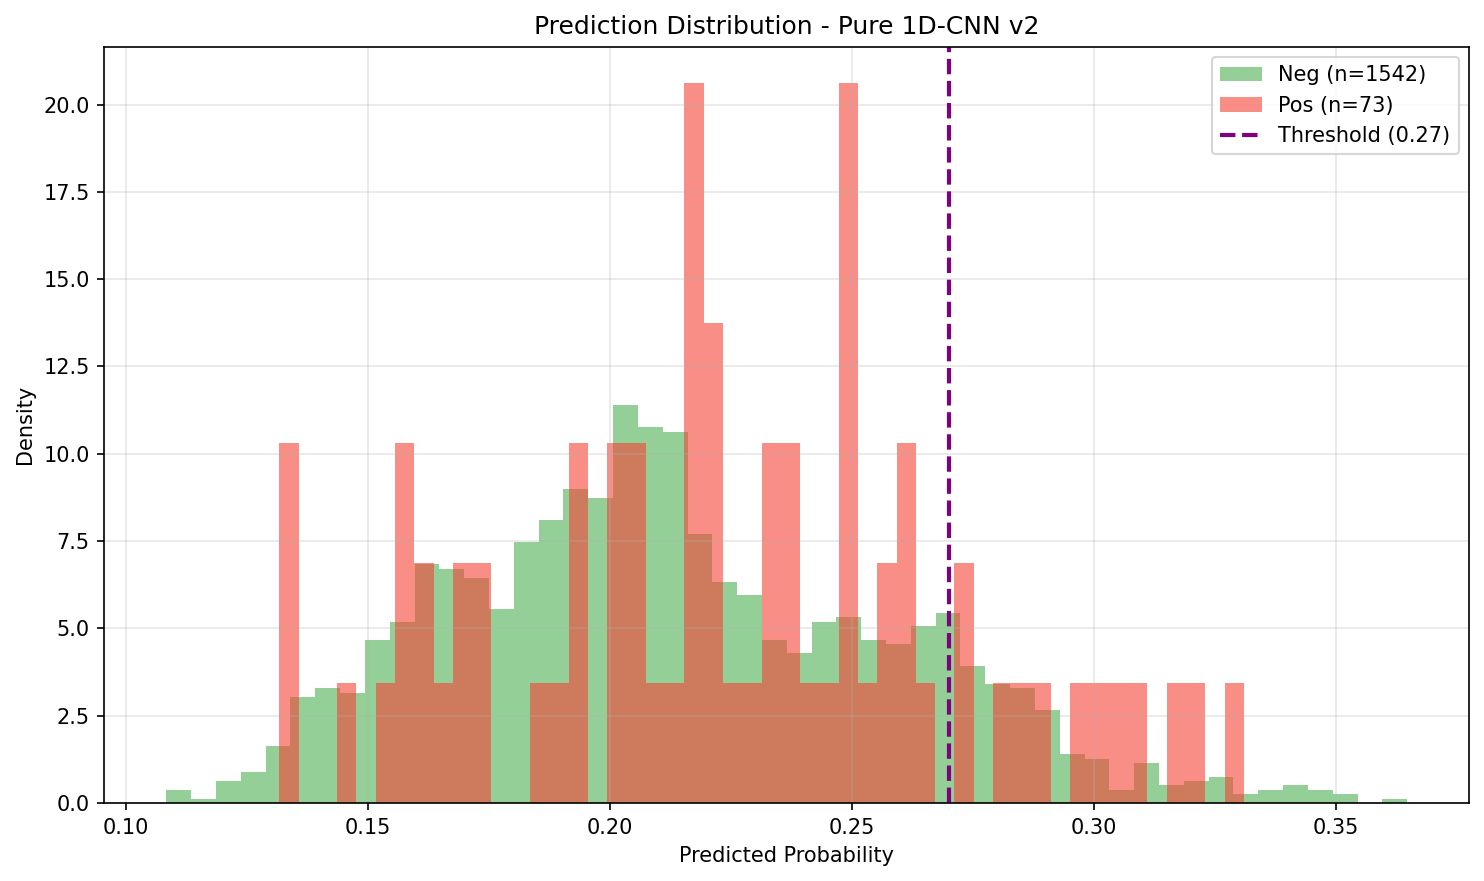 Prediction Distribution - Pure 1D-CNN v2
Neg (n=1542)
Pos (n=73)
Threshold (0.27)
Density
20.0
17.5
15.0
12.5
10.0
7.5
5.0
2.5
0.0
0.10 0.15 0.20 0.25 0.30 0.35
Predicted Probability